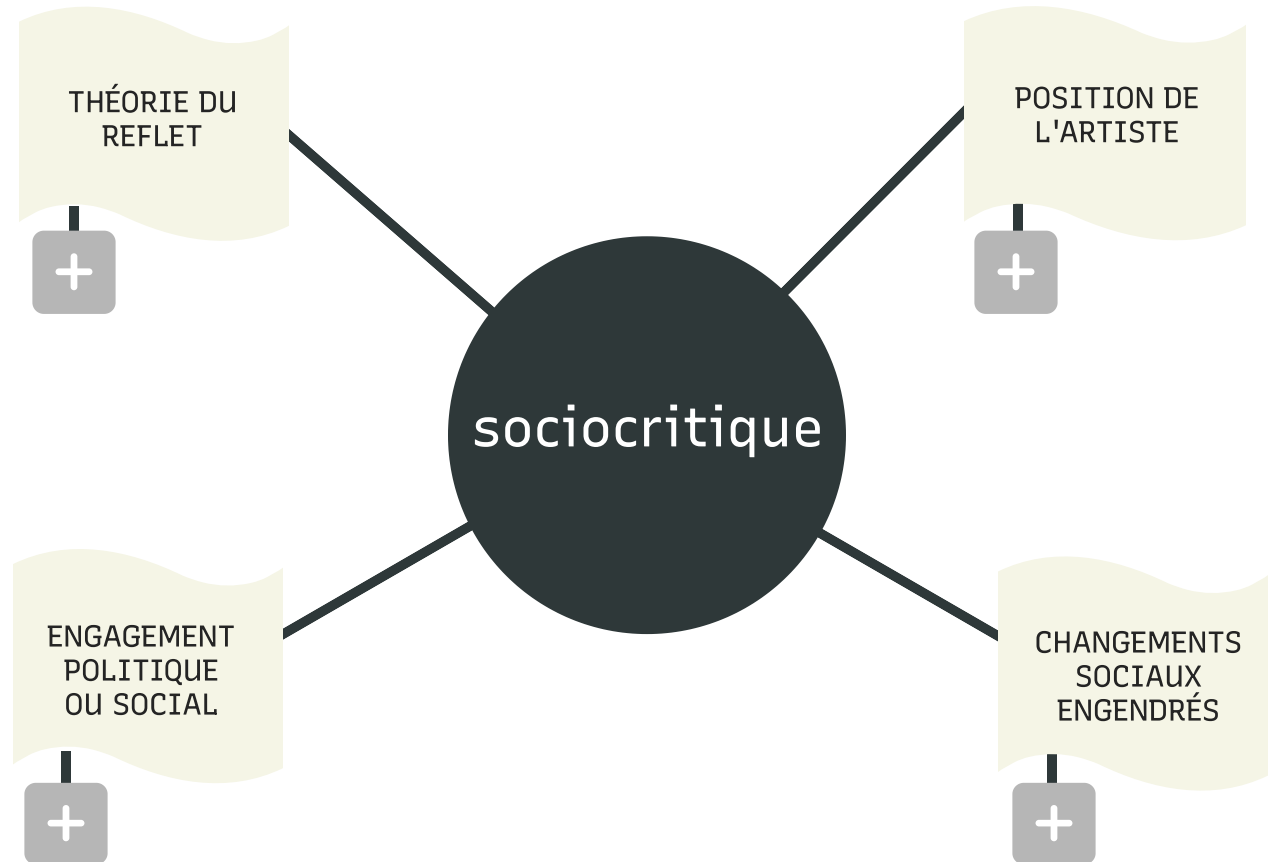 THÉORIE DU
REFLET
POSITION DE
L'ARTISTE
sociocritique
ENGAGEMENT
POLITIQUE
OU SOCIAL
CHANGEMENTS
SOCIAUX
ENGENDRÉS